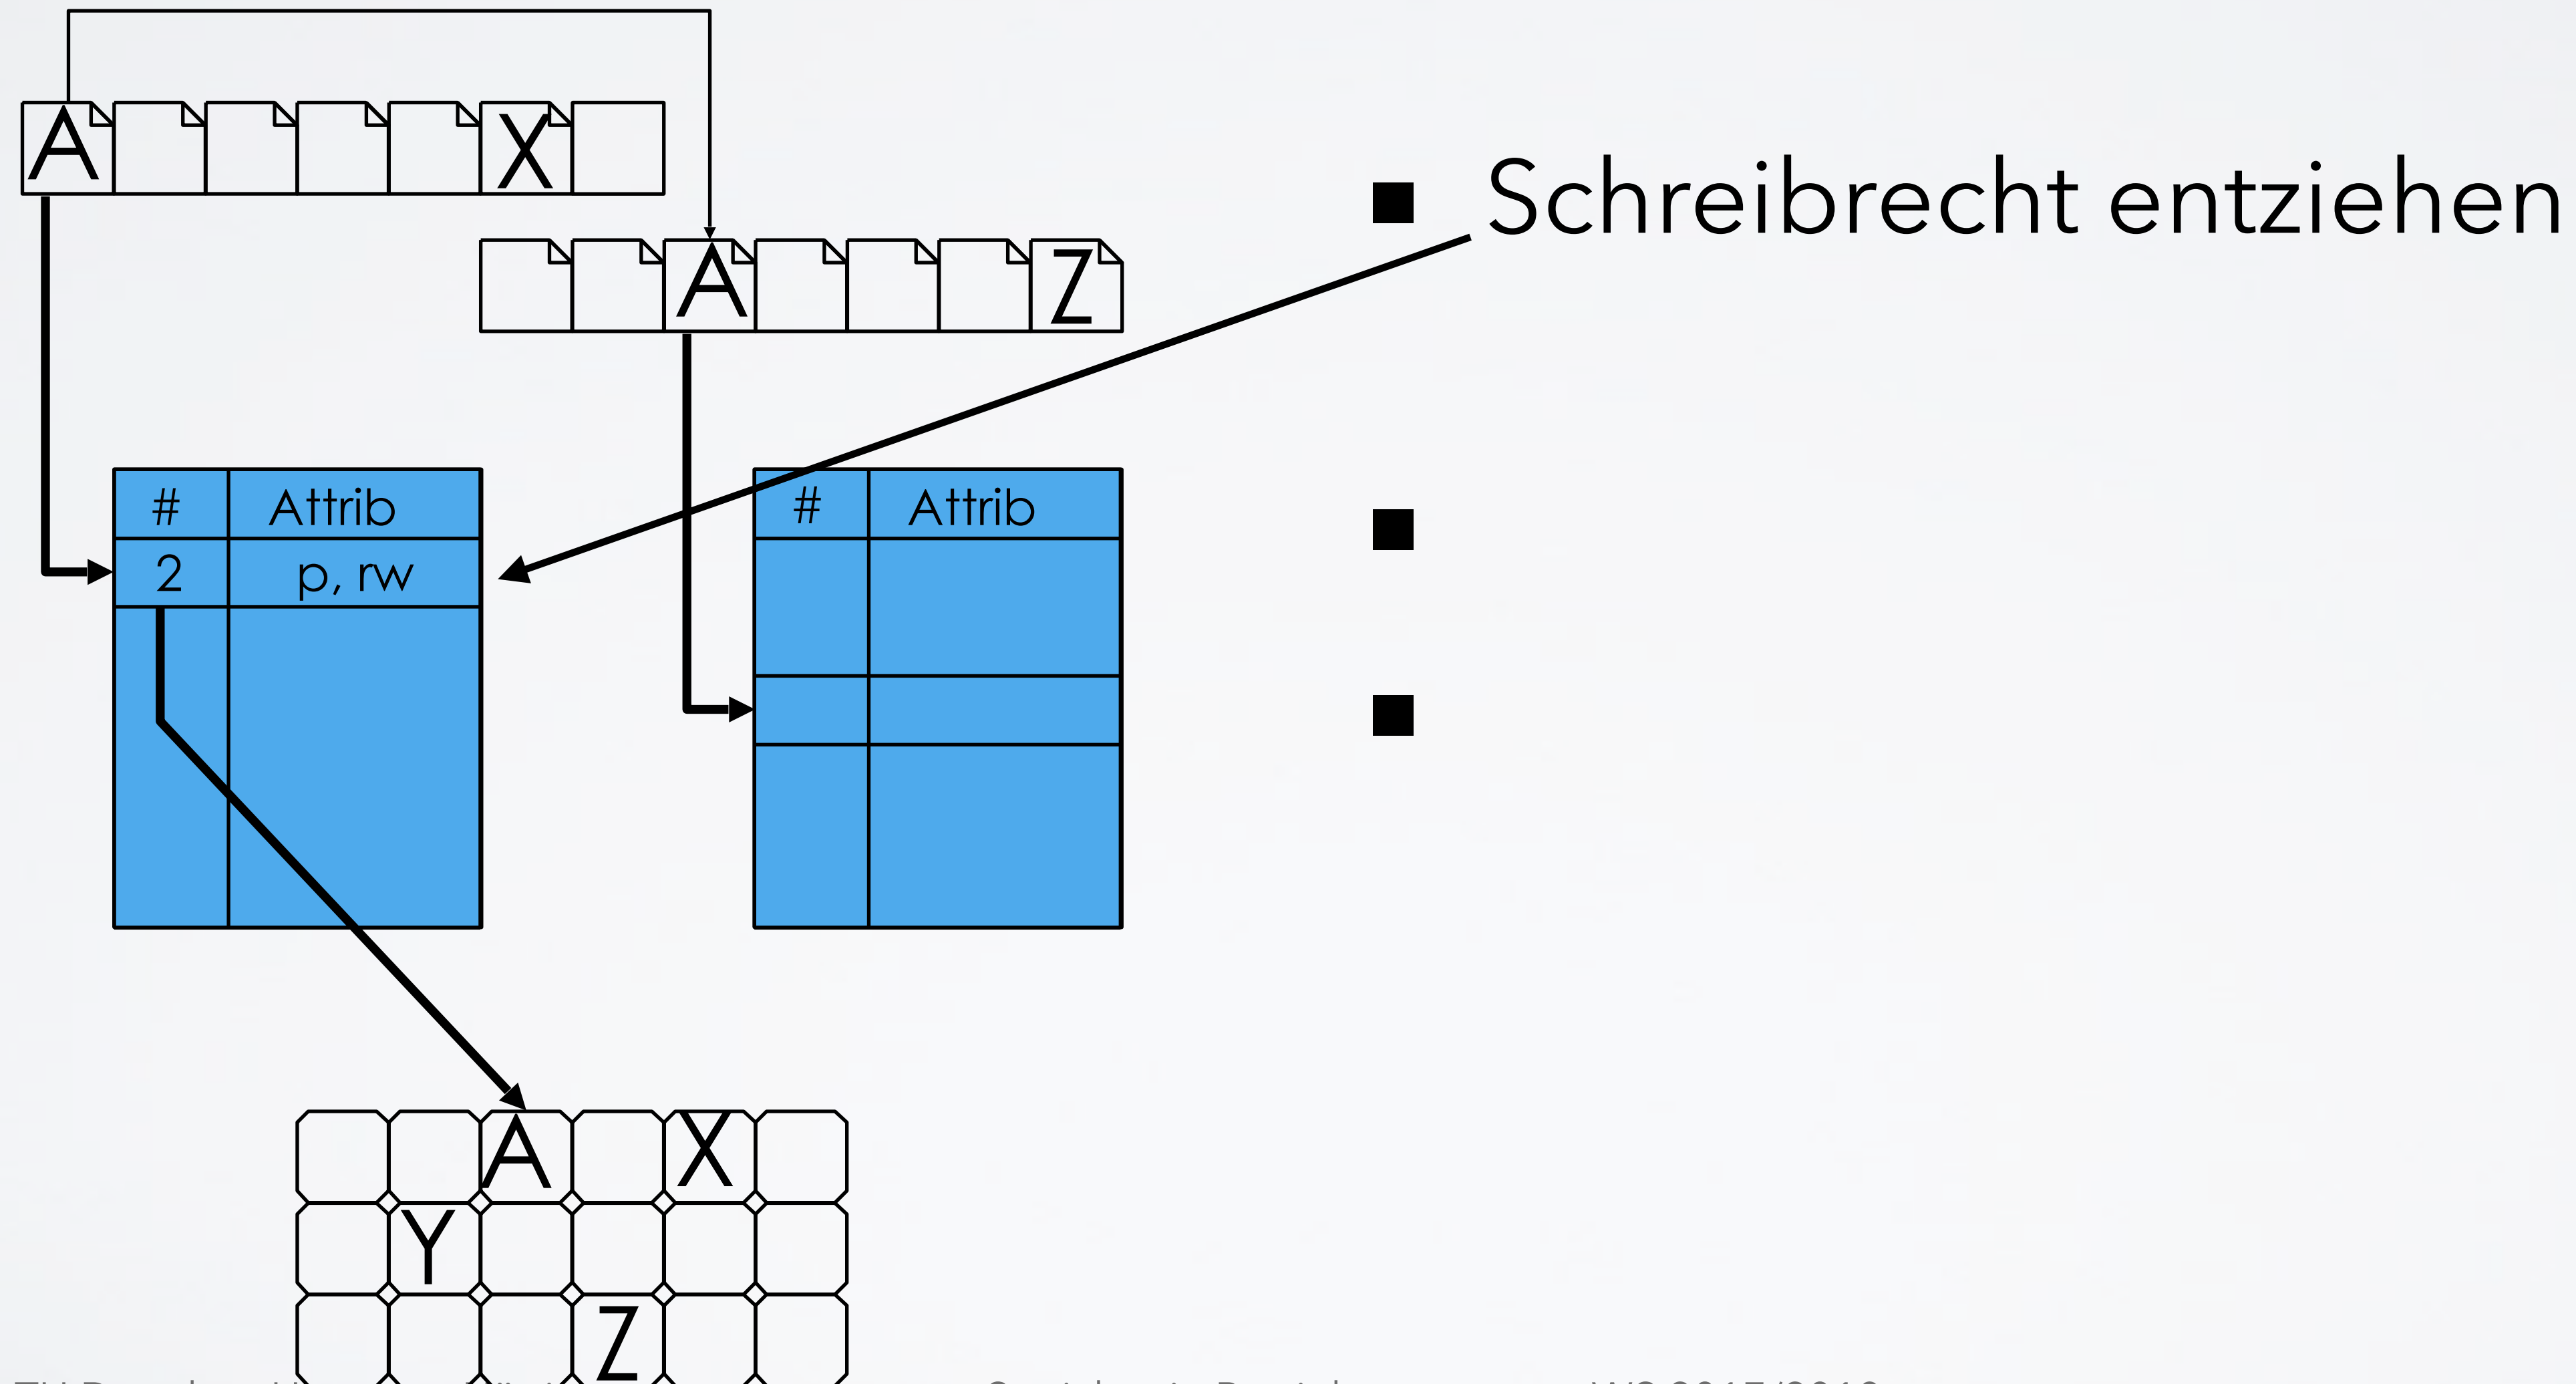 A X
■ Schreibrecht entziehen
A Z
# Attrib
2 p, rw
# Attrib
■
■
A X
Y
Z